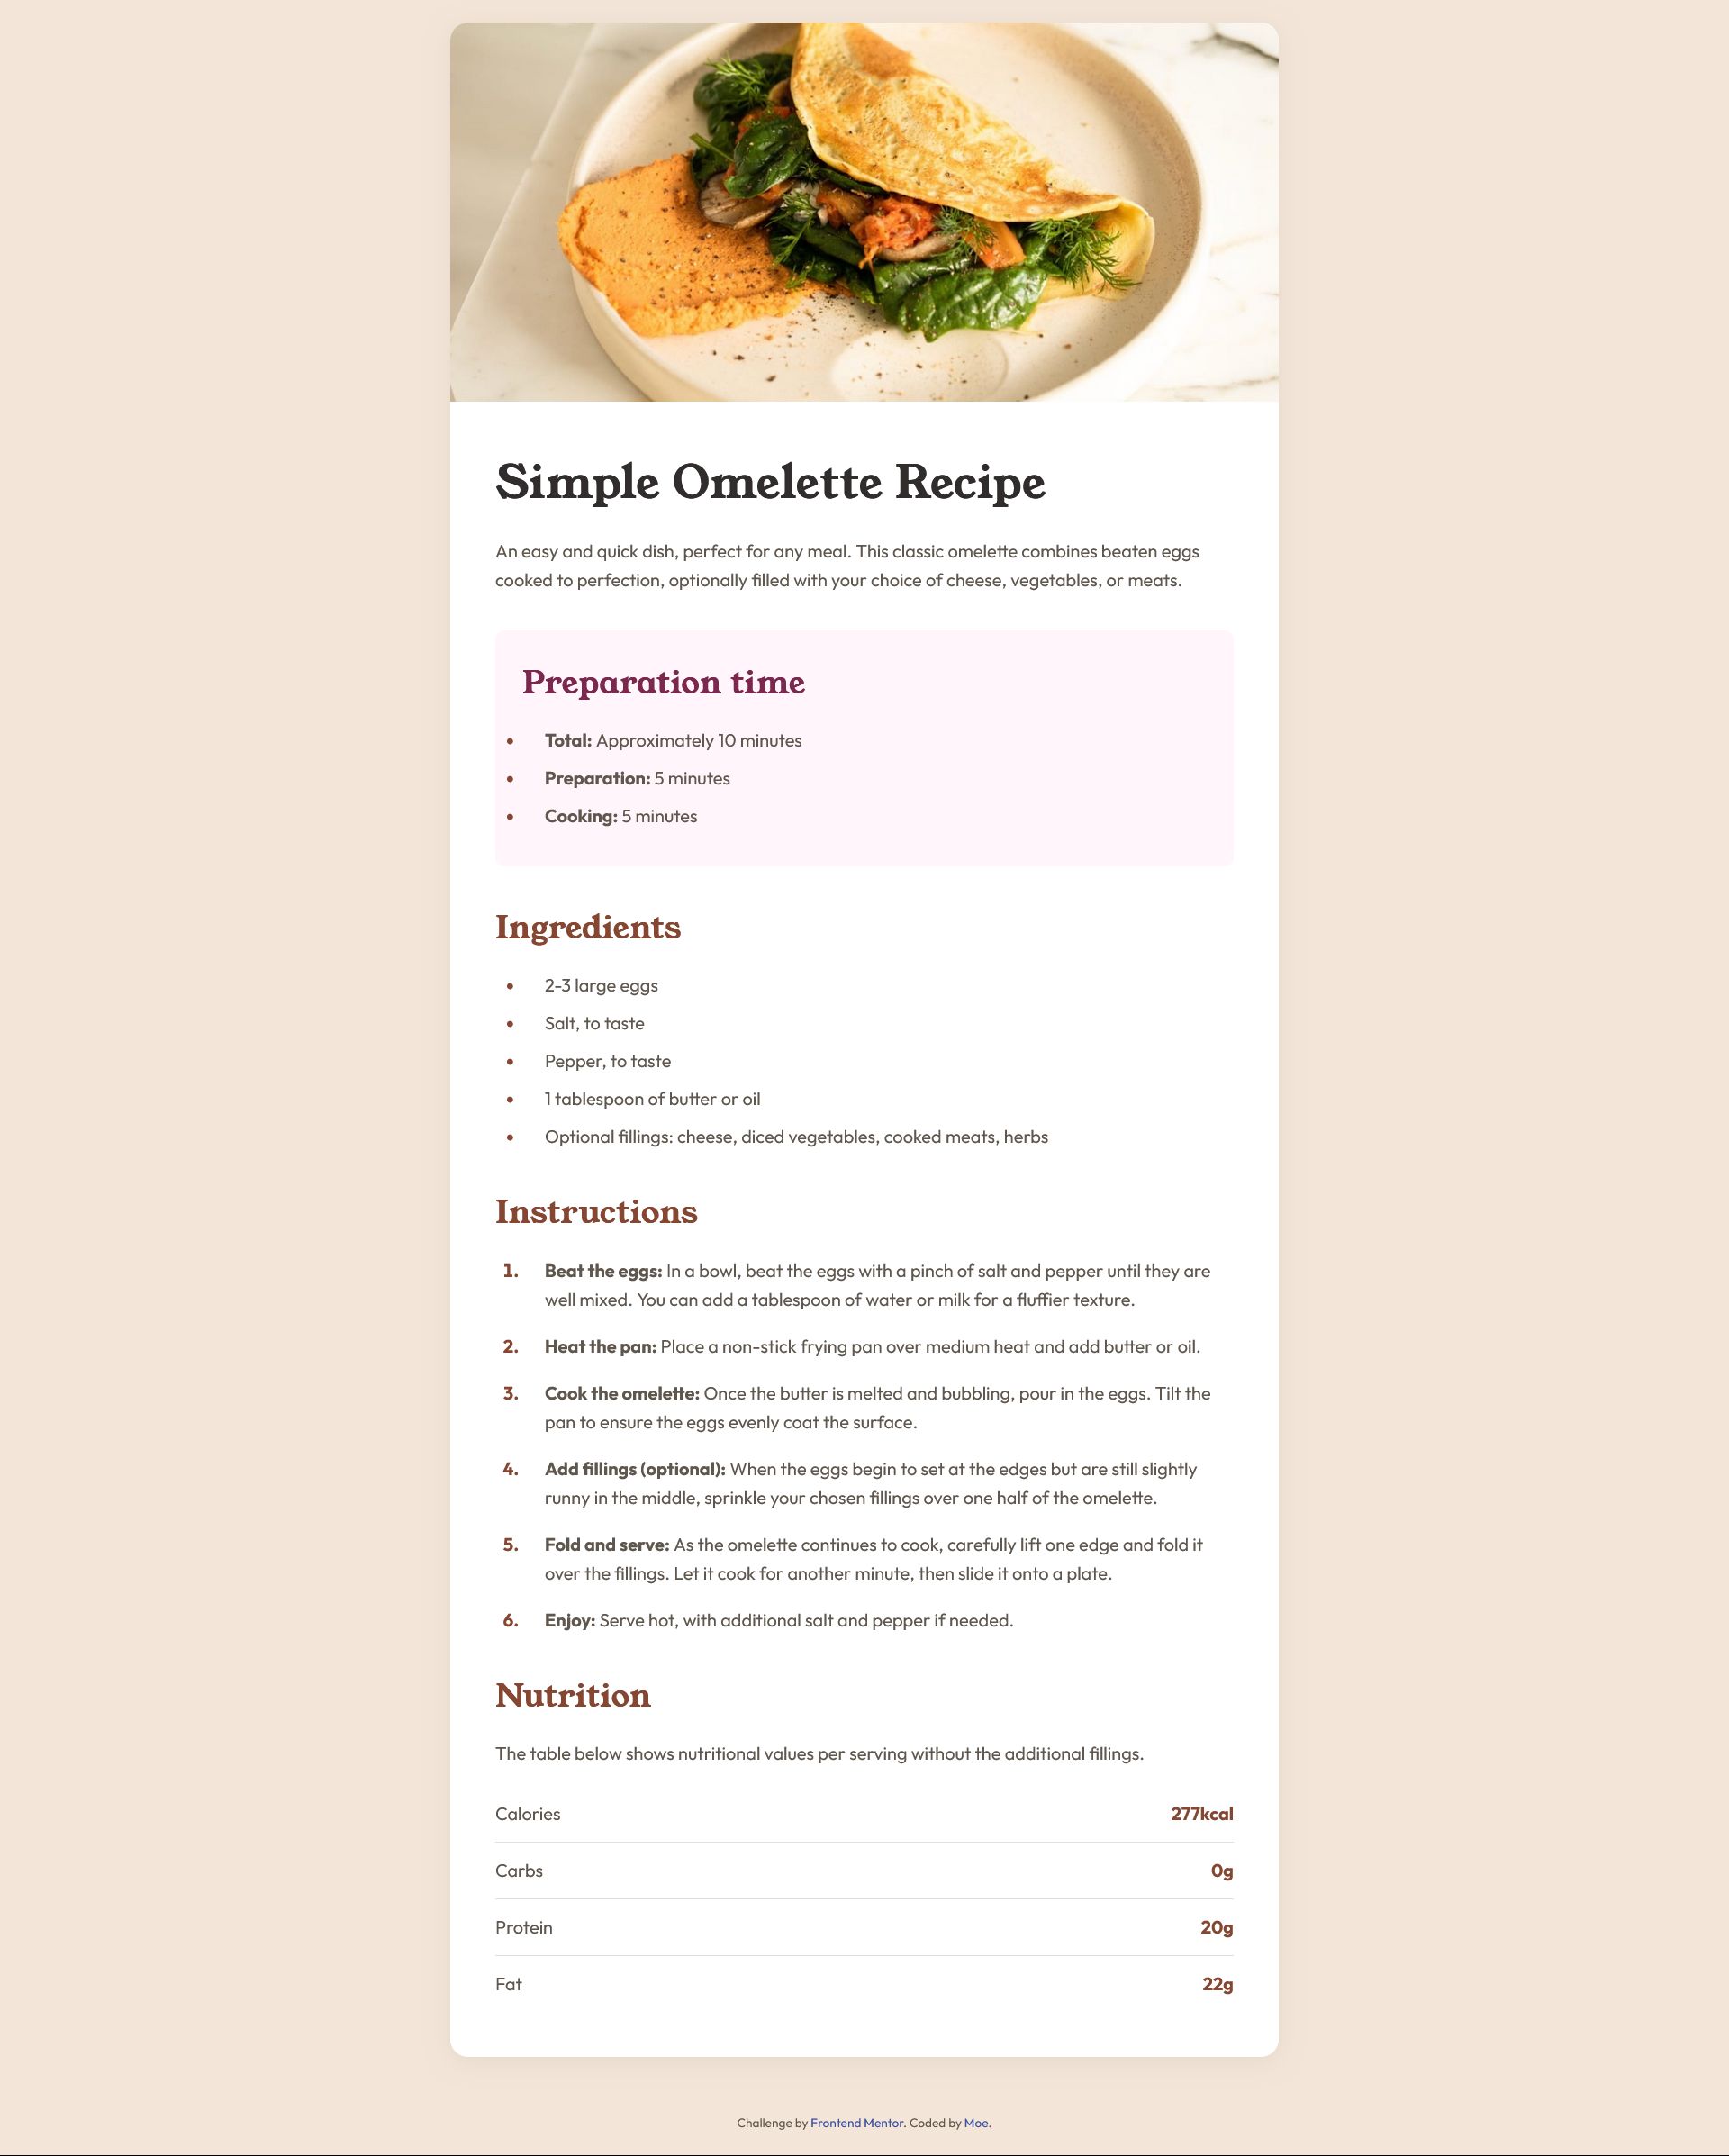 Simple Omelette Recipe
An easy and quick dish, perfect for any meal. This classic omelette combines beaten eggs
cooked to perfection, optionally filled with your choice of cheese, vegetables, or meats.
Preparation time
• Total: Approximately 10 minutes
• Preparation: 5 minutes
• Cooking: 5 minutes
Ingredients
• 2-3 large eggs
• Salt, to taste
• Pepper, to taste
• 1 tablespoon of butter or oil
• Optional fillings: cheese, diced vegetables, cooked meats, herbs
Instructions
1. Beat the eggs: In a bowl, beat the eggs with a pinch of salt and pepper until they are
well mixed. You can add a tablespoon of water or milk for a fluffier texture.
2. Heat the pan: Place a non-stick frying pan over medium heat and add butter or oil.
3. Cook the omelette: Once the butter is melted and bubbling, pour in the eggs. Tilt the
pan to ensure the eggs evenly coat the surface.
4. Add fillings (optional): When the eggs begin to set at the edges but are still slightly
runny in the middle, sprinkle your chosen fillings over one half of the omelette.
5. Fold and serve: As the omelette continues to cook, carefully lift one edge and fold it
over the fillings. Let it cook for another minute, then slide it onto a plate.
6. Enjoy: Serve hot, with additional salt and pepper if needed.
Nutrition
The table below shows nutritional values per serving without the additional fillings.
Calories 277kcal
Carbs 0g
Protein 20g
Fat 22g
Challenge by Frontend Mentor. Coded by Moe.